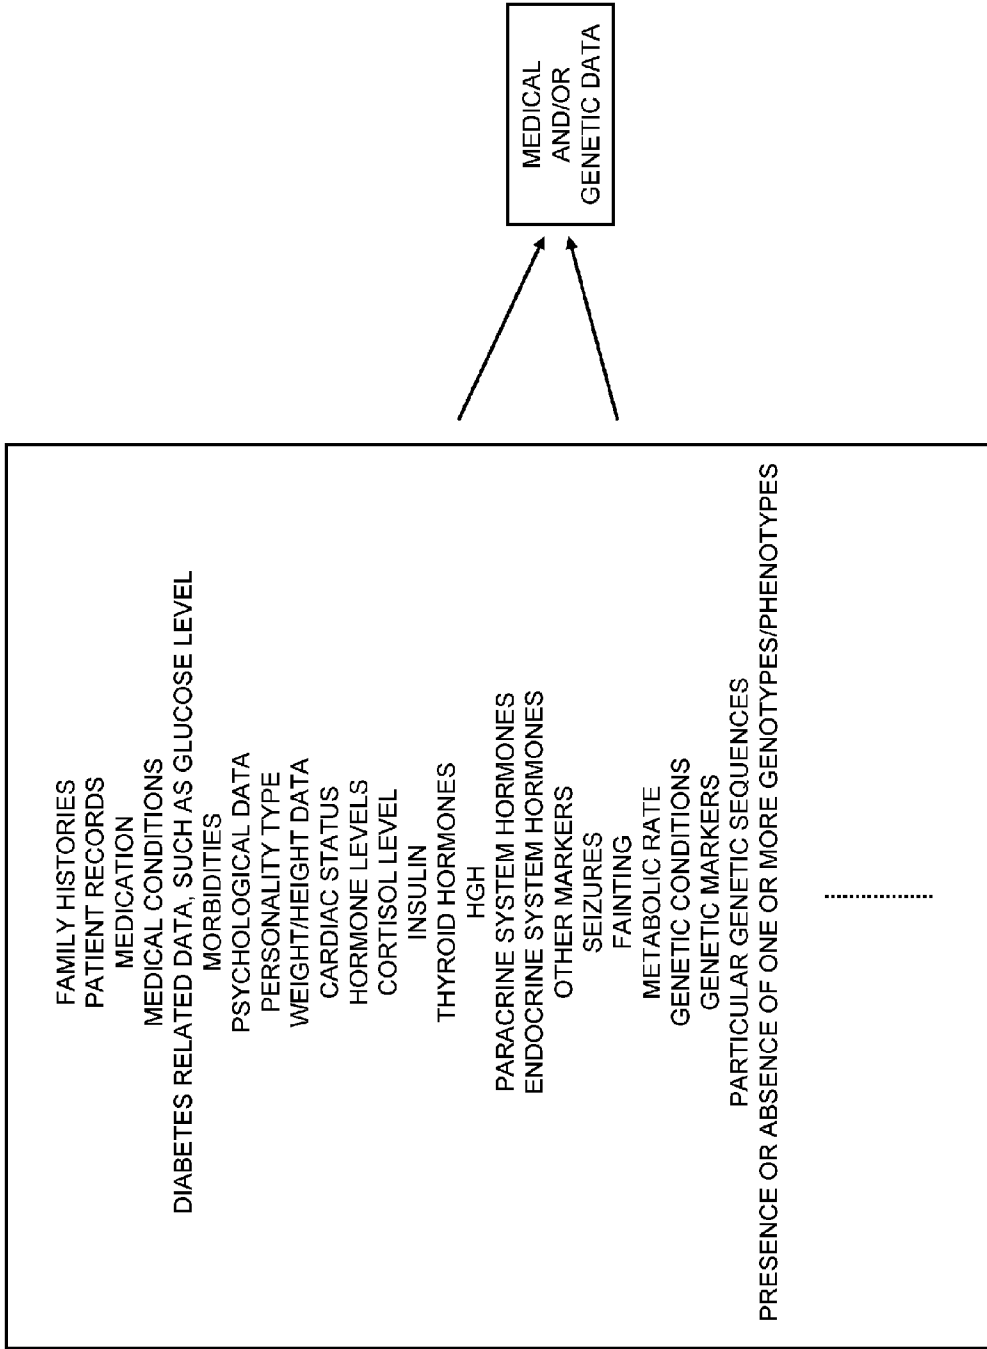 FAMILY HISTORIES
PATIENT RECORDS
MEDICATION
MEDICAL CONDITIONS
DIABETES RELATED DATA, SUCH AS GLUCOSE LEVEL
MORBIDITIES
PSYCHOLOGICAL DATA
PERSONALITY TYPE
WEIGHT/HEIGHT DATA
CARDIAC STATUS
HORMONE LEVELS
CORTISOL LEVEL
INSULIN
THYROID HORMONES
HGH
PARACRINE SYSTEM HORMONES
ENDOCRINE SYSTEM HORMONES
OTHER MARKERS
SEIZURES
FAINTING
METABOLIC RATE
GENETIC CONDITIONS
GENETIC MARKERS
PARTICULAR GENETIC SEQUENCES
PRESENCE OR ABSENCE OF ONE OR MORE GENOTYPES/PHENOTYPES
MEDICAL
AND/OR
GENETIC DATA